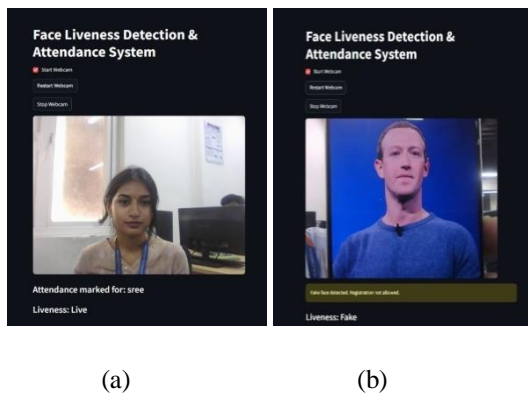 Face Liveness Detection &
Attendance System
Start Webcam
Restart Webcam
Stop Webcam
Attendance marked for: sree
Liveness: Live
Face Liveness Detection &
Attendance System
Start Webcam
Restart Webcam
Stop Webcam
Fake face detected. Registration not allowed.
Liveness: Fake
(a)
(b)